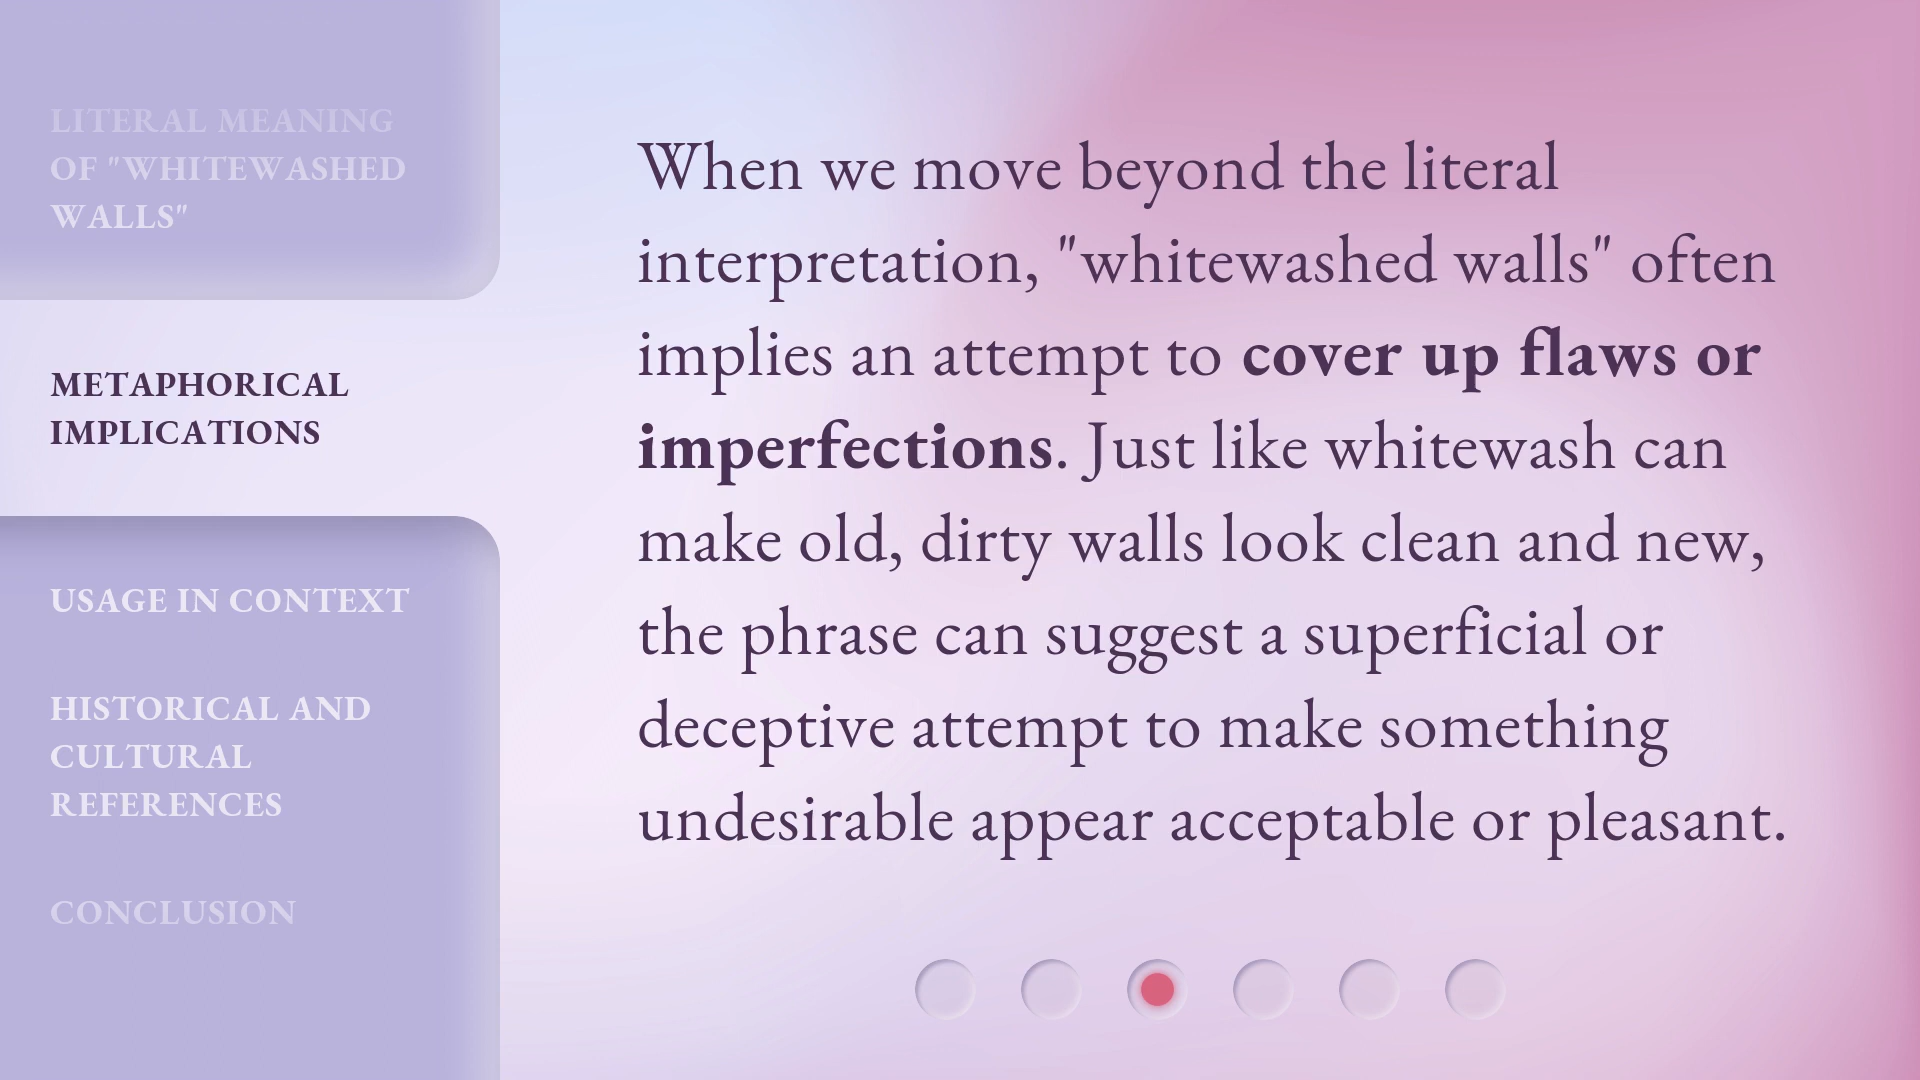 LITERAL MEANING
OF "WHITEWASHED
WALLS"
METAPHORICAL
IMPLICATIONS
USAGE IN CONTEXT
HISTORICAL AND
CULTURAL
REFERENCES
CONCLUSION
When we move beyond the literal
interpretation, "whitewashed walls" often
implies an attempt to cover up flaws or
imperfections. Just like whitewash can
make old, dirty walls look clean and new,
the phrase can suggest a superficial or
deceptive attempt to make something
undesirable appear acceptable or pleasant.